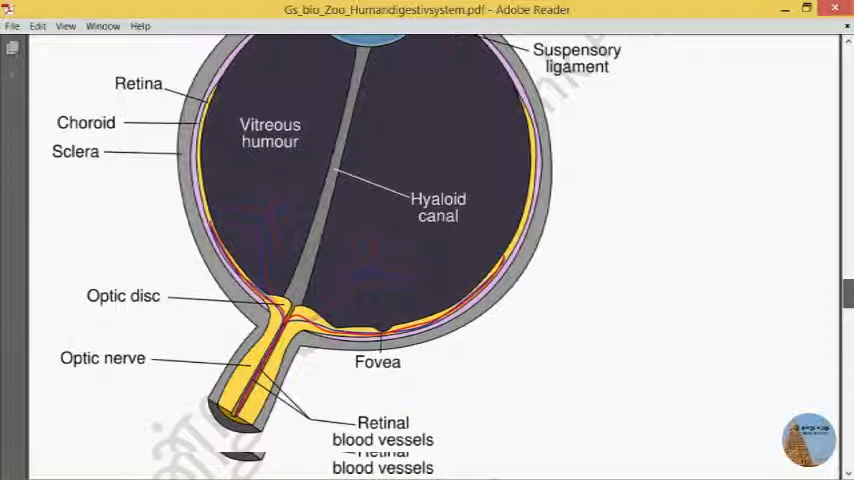 Gs_bio_Zoo_Humandigestivsystem.pdf - Adobe Reader
File Edit View Window Help
Suspensory
ligament
Retina
Choroid
Vitreous
humour
Sclera
Hyaloid
canal
Optic disc
Optic nerve
Fovea
Retinal
blood vessels
Retinal
blood vessels